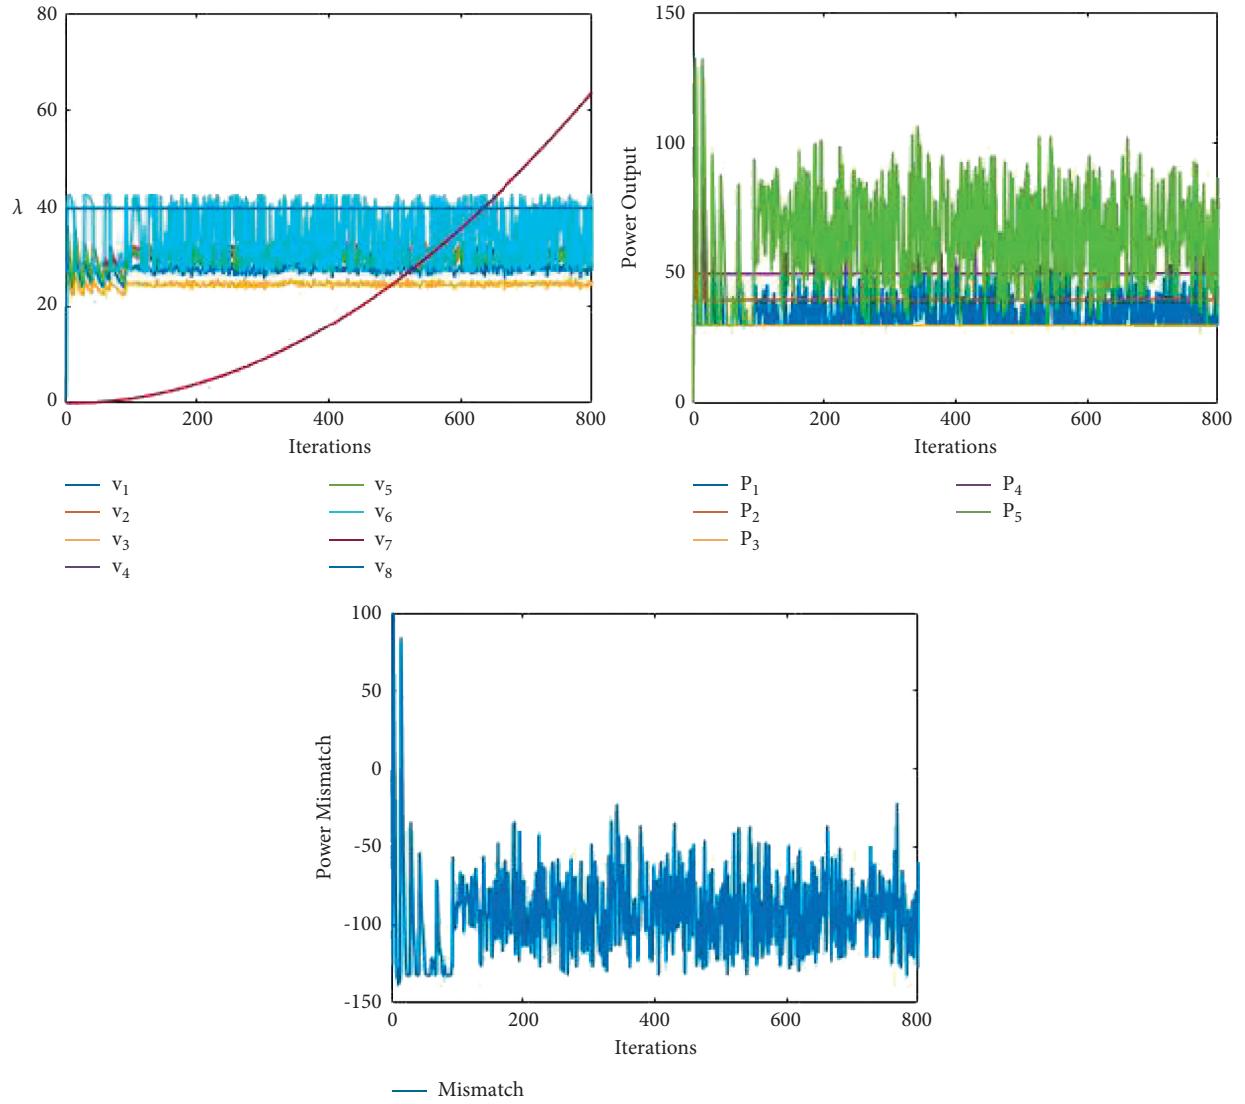 80
60
λ
40
20
0
0 200 400 600 800
Iterations
v1
v2
v3
v4
v5
v6
v7
v8
150
100
Power Output
50
0
0 200 400 600 800
Iterations
P1
P2
P3
P4
P5
100
50
0
Power Mismatch
-50
-100
-150
0 200 400 600 800
Iterations
Mismatch